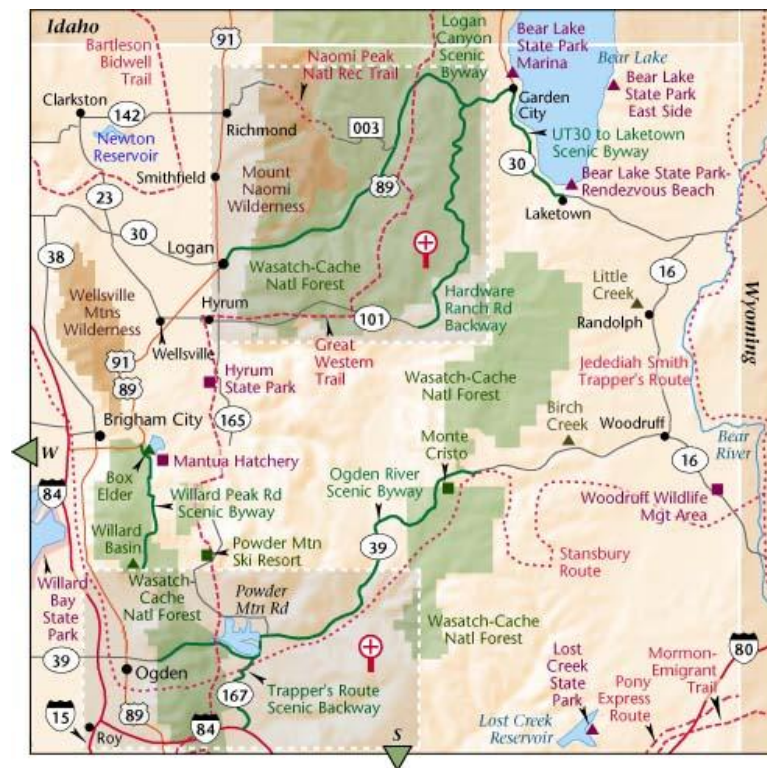 Idaho
91
Logan
Canyon
Scenic
Byway
Bear Lake
State Park
Marina
Bear Lake
Bartleson
Bidwell
Trail
Naomi Peak
Natl Rec Trail
Bear Lake
State Park
East Side
Clarkston
142
Richmond
003
Garden
City
Newton
Reservoir
UT30 to Laketown
Scenic Byway
Smithfield
Mount
Naomi
Wilderness
89
30
Bear Lake State Park-
Rendezvous Beach
23
Laketown
30
38
Logan
Wasatch-Cache
Natl Forest
16
Wyoming
Wellsville
Mtns
Wilderness
Hyrum
101
Hardware
Ranch Rd
Backway
Little
Creek
Randolph
Wellsville
Great
Western
Trail
91
89
Hyrum
State Park
Jedediah Smith
Trapper's Route
Wasatch-Cache
Natl Forest
165
Brigham City
Birch
Creek
Woodruff
Monte
Cristo
Bear
River
W
Mantua Hatchery
16
Box
Elder
Ogden River
Scenic Byway
84
Willard Peak Rd
Scenic Byway
Woodruff Wildlife
Mgt Area
Willard
Basin
39
Powder Mtn
Ski Resort
Stansbury
Route
Willard
Bay
State
Park
Wasatch-
Cache
Natl Forest
Powder
Mtn Rd
Wasatch-Cache
Natl Forest
39
Ogden
Lost
Creek
State
Park
80
Mormon-
Emigrant
Trail
Pony
Express
Route
167
Trapper's Route
Scenic Backway
15
Roy
89
84
S
Lost Creek
Reservoir